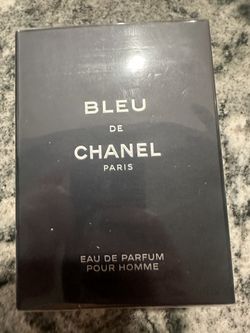 BLEU
DE
CHANEL
PARIS
EAU DE PARFUM
POUR HOMME